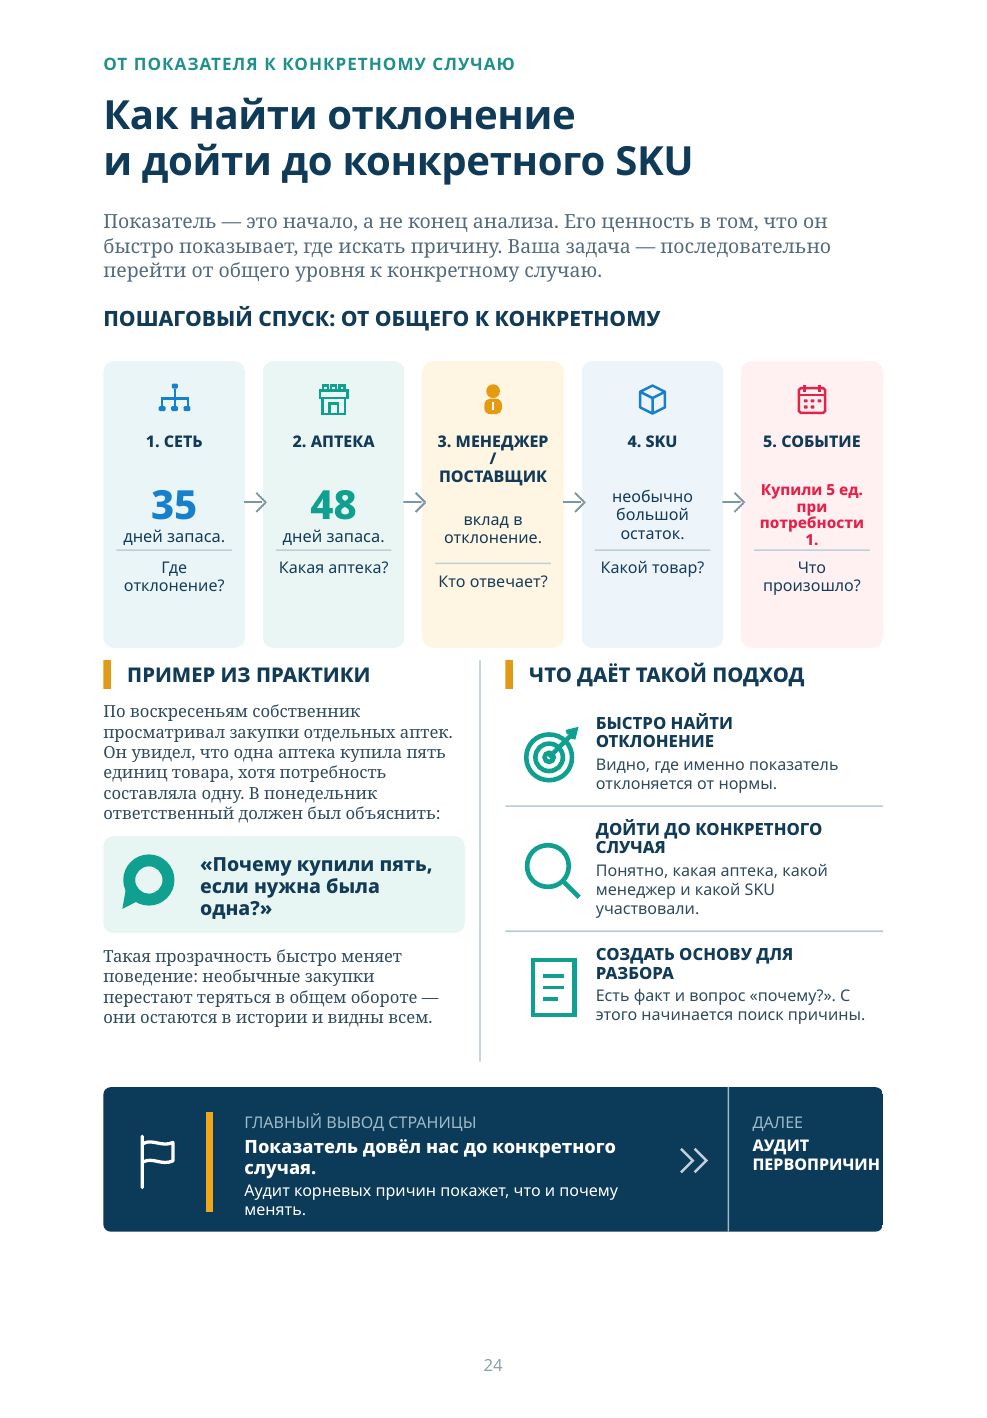 ОТ ПОКАЗАТЕЛЯ К КОНКРЕТНОМУ СЛУЧАЮ
Как найти отклонение
и дойти до конкретного SKU
Показатель — это начало, а не конец анализа. Его ценность в том, что он
быстро показывает, где искать причину. Ваша задача — последовательно
перейти от общего уровня к конкретному случаю.
ПОШАГОВЫЙ СПУСК: ОТ ОБЩЕГО К КОНКРЕТНОМУ
1. СЕТЬ
35
дней запаса.
Где
отклонение?
2. АПТЕКА
48
дней запаса.
Какая аптека?
3. МЕНЕДЖЕР
/
ПОСТАВЩИК
вклад в
отклонение.
Кто отвечает?
4. SKU
необычно
большой
остаток.
Какой товар?
5. СОБЫТИЕ
Купили 5 ед.
при
потребности
1.
Что
произошло?
ПРИМЕР ИЗ ПРАКТИКИ
По воскресеньям собственник
просматривал закупки отдельных аптек.
Он увидел, что одна аптека купила пять
единиц товара, хотя потребность
составляла одну. В понедельник
ответственный должен был объяснить:
«Почему купили пять,
если нужна была
одна?»
Такая прозрачность быстро меняет
поведение: необычные закупки
перестают теряться в общем обороте —
они остаются в истории и видны всем.
ЧТО ДАЁТ ТАКОЙ ПОДХОД
БЫСТРО НАЙТИ
ОТКЛОНЕНИЕ
Видно, где именно показатель
отклоняется от нормы.
ДОЙТИ ДО КОНКРЕТНОГО
СЛУЧАЯ
Понятно, какая аптека, какой
менеджер и какой SKU
участвовали.
СОЗДАТЬ ОСНОВУ ДЛЯ
РАЗБОРА
Есть факт и вопрос «почему?». С
этого начинается поиск причины.
ГЛАВНЫЙ ВЫВОД СТРАНИЦЫ
Показатель довёл нас до конкретного
случая.
Аудит корневых причин покажет, что и почему
менять.
ДАЛЕЕ
АУДИТ
ПЕРВОПРИЧИН
24